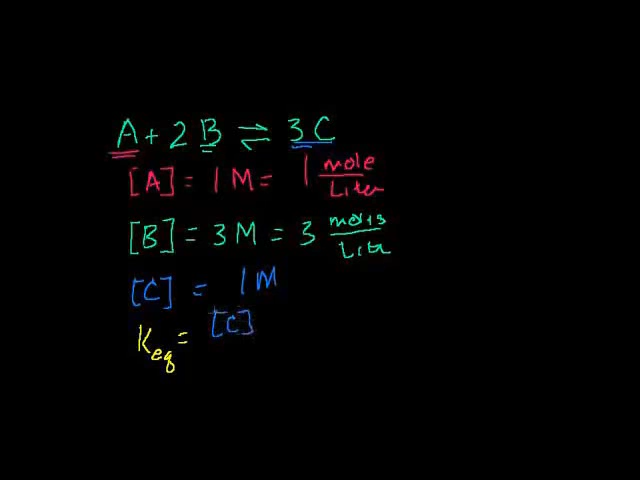 A + 2 B ⇌ 3 C
[A] = 1 M = 1 mole/Liter
[B] = 3 M = 3 moles/Liter
[C] = 1 M
Keq = [C]